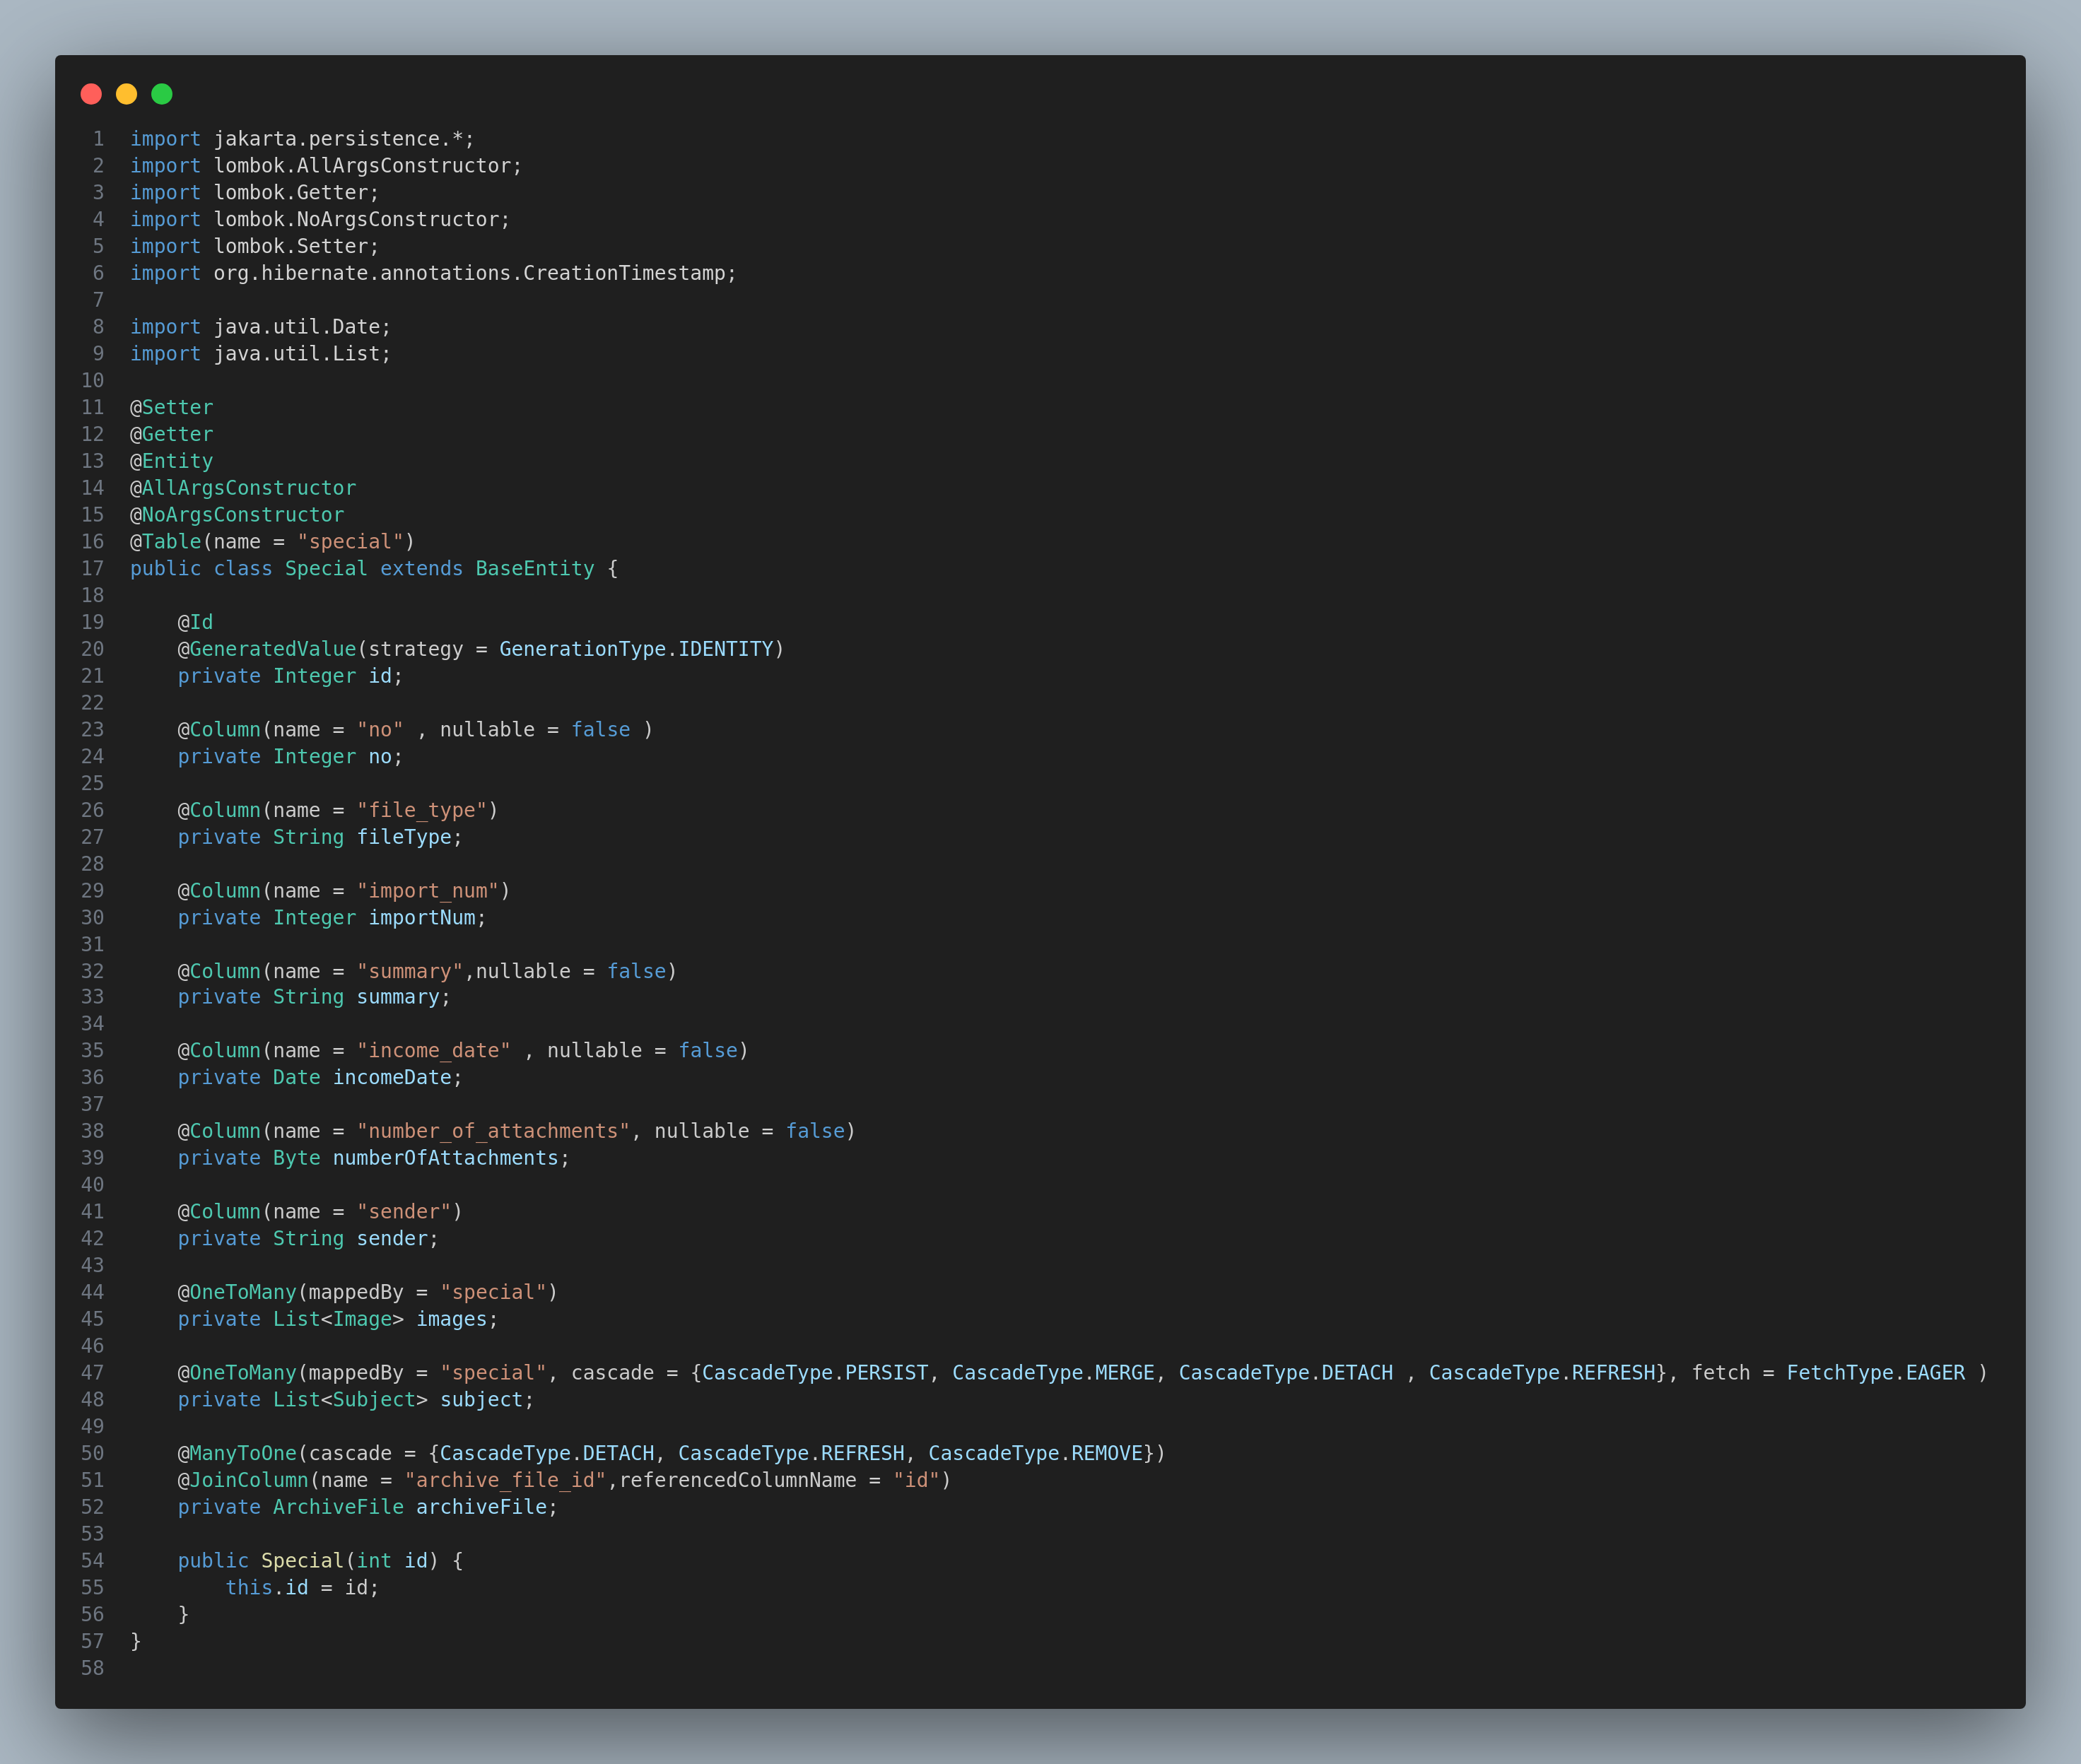 1 import jakarta.persistence.*;
2 import lombok.AllArgsConstructor;
3 import lombok.Getter;
4 import lombok.NoArgsConstructor;
5 import lombok.Setter;
6 import org.hibernate.annotations.CreationTimestamp;
7
8 import java.util.Date;
9 import java.util.List;
10
11 @Setter
12 @Getter
13 @Entity
14 @AllArgsConstructor
15 @NoArgsConstructor
16 @Table(name = "special")
17 public class Special extends BaseEntity {
18
19     @Id
20     @GeneratedValue(strategy = GenerationType.IDENTITY)
21     private Integer id;
22
23     @Column(name = "no" , nullable = false )
24     private Integer no;
25
26     @Column(name = "file_type")
27     private String fileType;
28
29     @Column(name = "import_num")
30     private Integer importNum;
31
32     @Column(name = "summary",nullable = false)
33     private String summary;
34
35     @Column(name = "income_date" , nullable = false)
36     private Date incomeDate;
37
38     @Column(name = "number_of_attachments", nullable = false)
39     private Byte numberOfAttachments;
40
41     @Column(name = "sender")
42     private String sender;
43
44     @OneToMany(mappedBy = "special")
45     private List<Image> images;
46
47     @OneToMany(mappedBy = "special", cascade = {CascadeType.PERSIST, CascadeType.MERGE, CascadeType.DETACH , CascadeType.REFRESH}, fetch = FetchType.EAGER )
48     private List<Subject> subject;
49
50     @ManyToOne(cascade = {CascadeType.DETACH, CascadeType.REFRESH, CascadeType.REMOVE})
51     @JoinColumn(name = "archive_file_id",referencedColumnName = "id")
52     private ArchiveFile archiveFile;
53
54     public Special(int id) {
55         this.id = id;
56     }
57 }
58